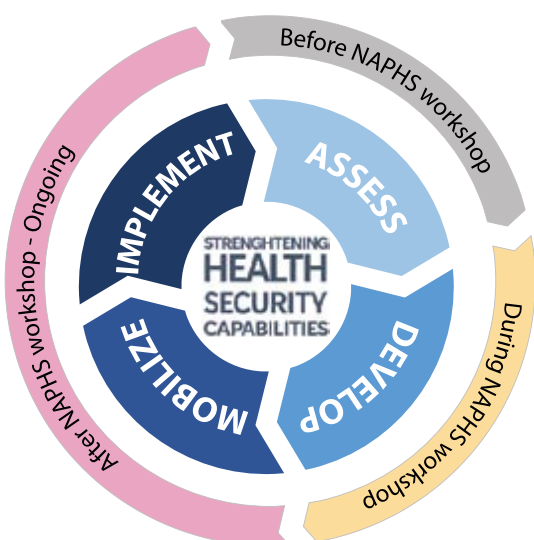 Before NAPHS workshop
During NAPHS workshop
After NAPHS workshop - Ongoing
ASSESS
DEVELOP
MOBILIZE
IMPLEMENT
STRENGHTENING
HEALTH
SECURITY
CAPABILITIES